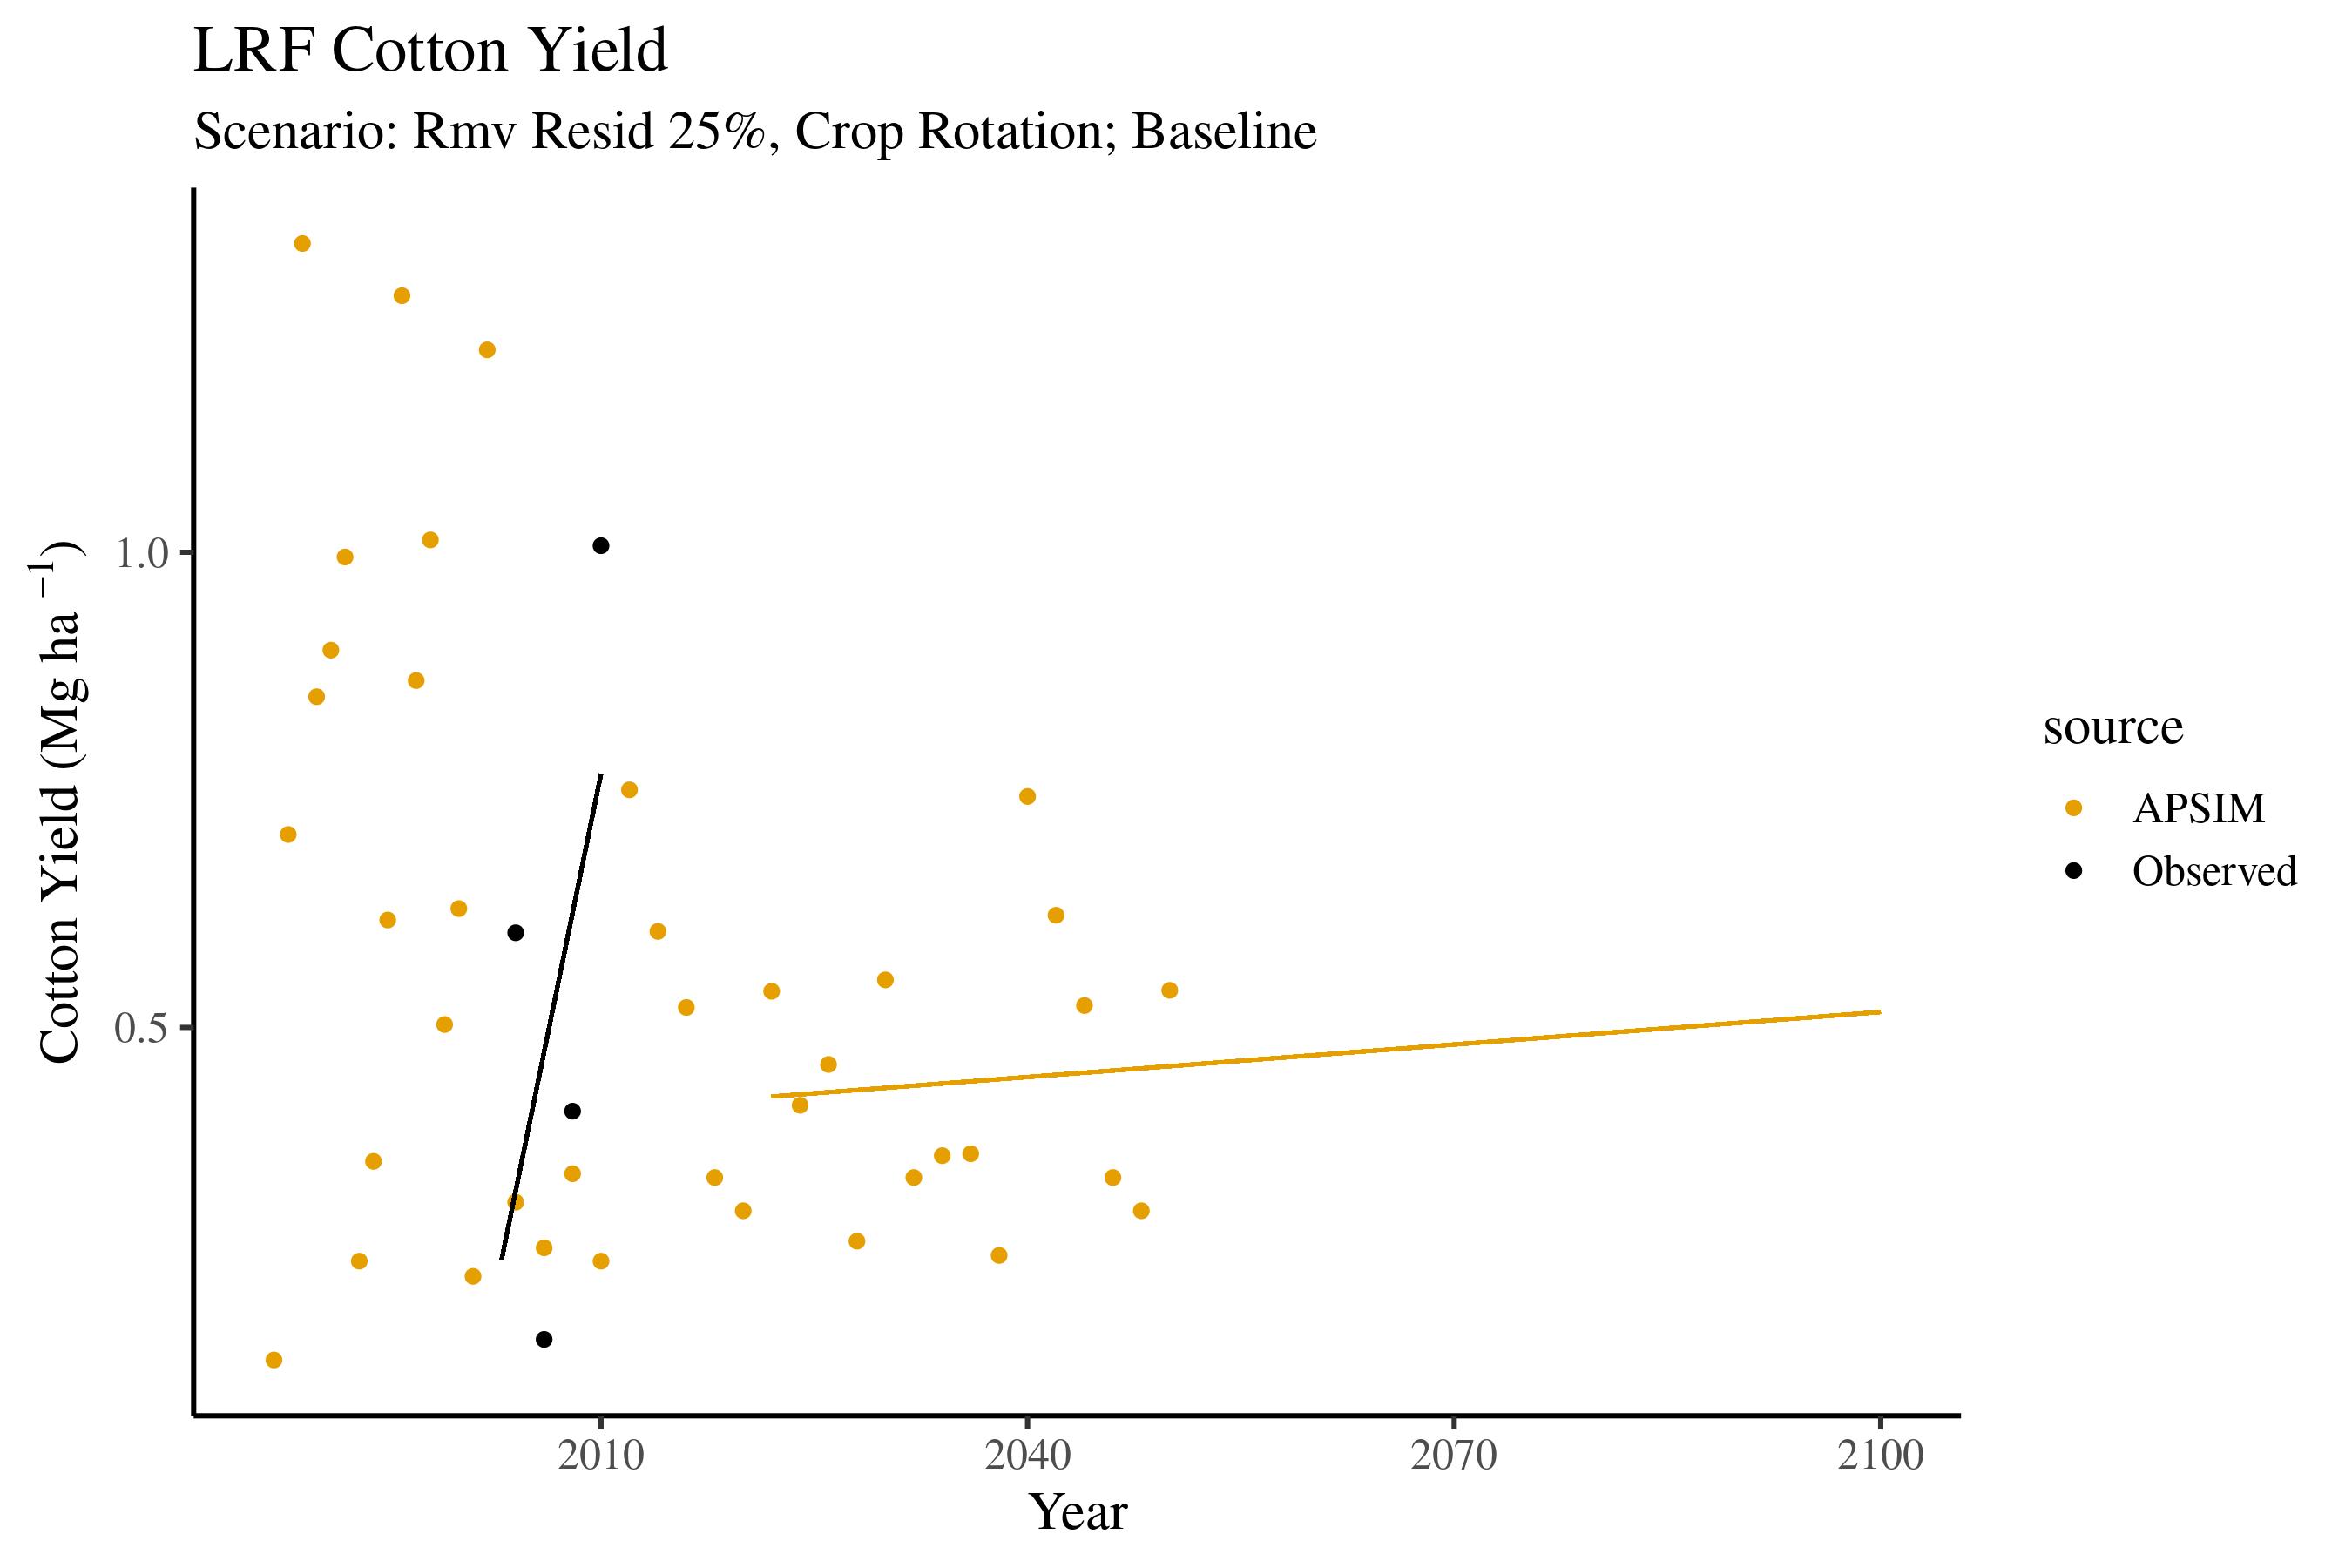 LRF Cotton Yield
Scenario: Rmv Resid 25%, Crop Rotation; Baseline
Cotton Yield (Mg ha −1)
1.0
0.5
2010
2040
2070
2100
Year
source
APSIM
Observed